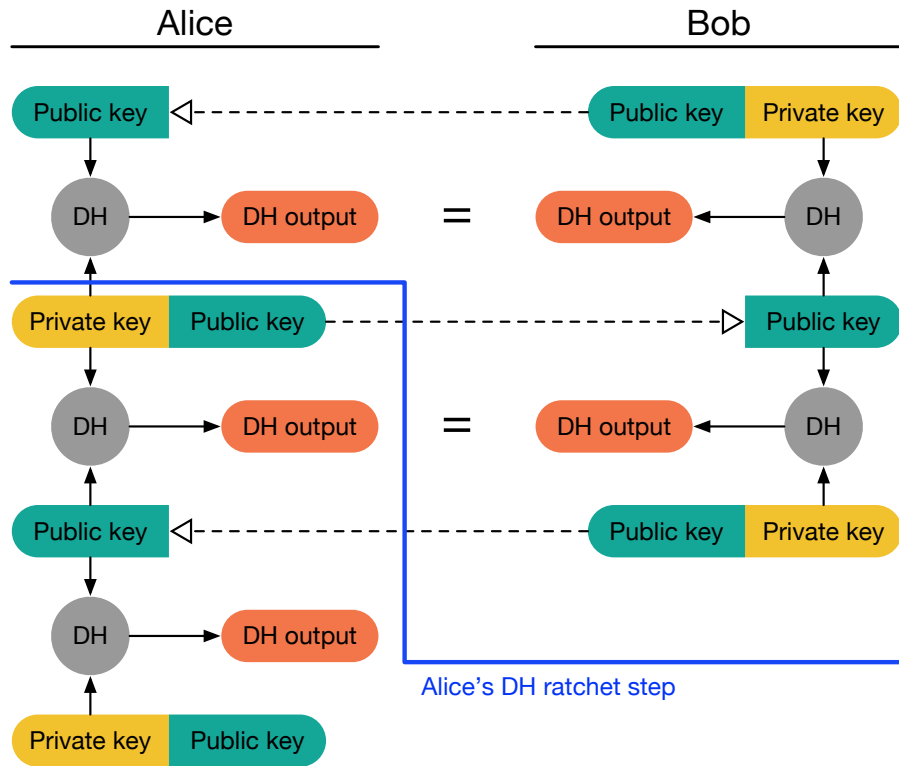 Alice
Bob
Public key
Public key Private key
DH
DH output
=
DH output
DH
Private key Public key
Public key
DH
DH output
=
DH output
DH
Public key
Public key Private key
DH
DH output
Alice's DH ratchet step
Private key Public key